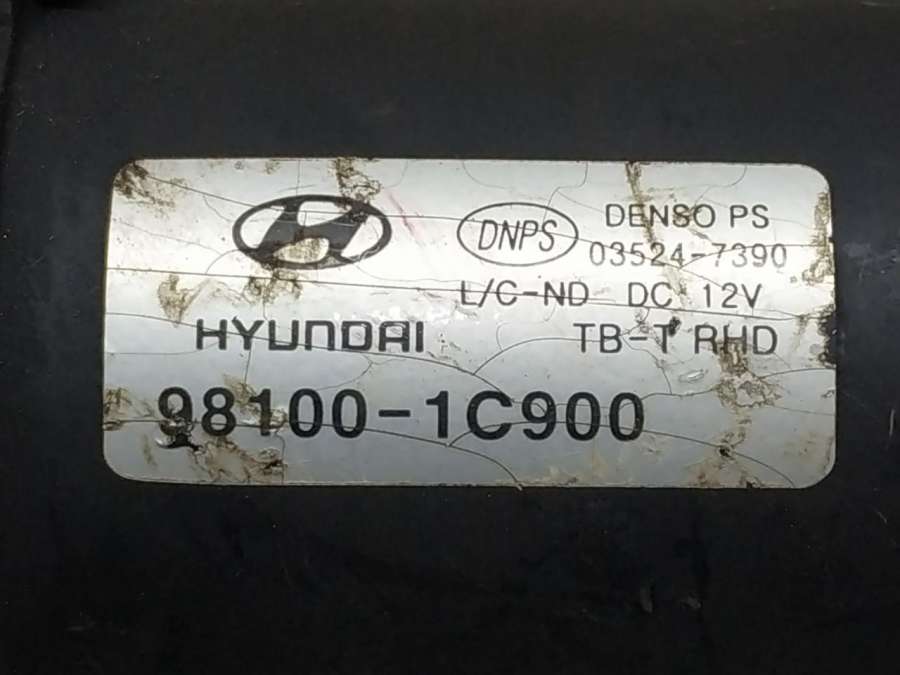 DNPS
DENSO PS
03524-7390
L/C-ND DC 12V
HYUNDAI
TB-T RHD
98100-1C900